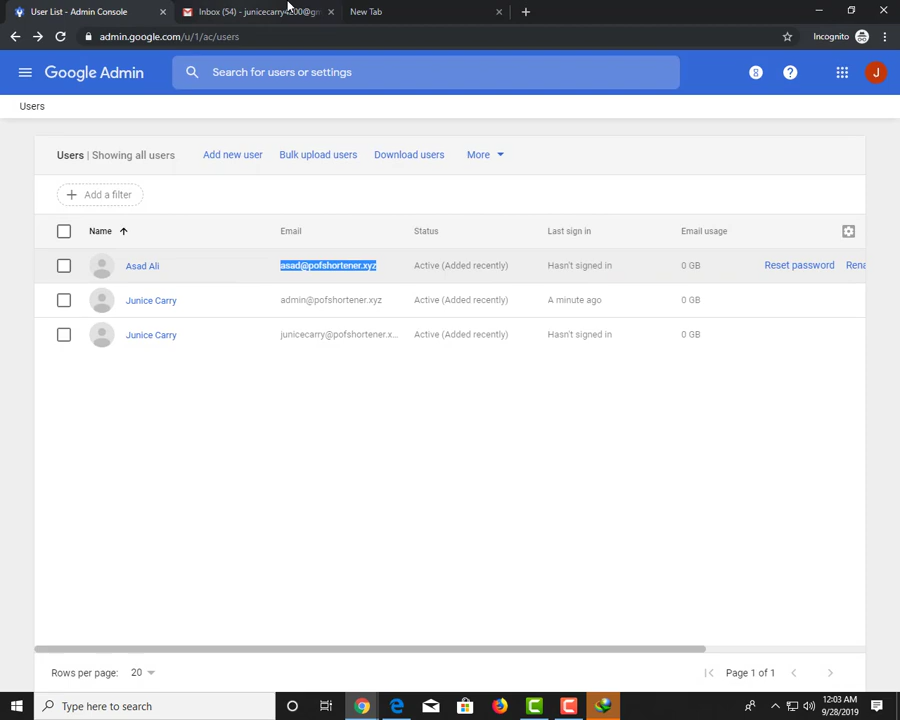 User List - Admin Console
Inbox (54) - junicecarry4200@gm
New Tab
admin.google.com/u/1/ac/users
Incognito
Google Admin
Search for users or settings
8
?
J
Users
Users | Showing all users
Add new user
Bulk upload users
Download users
More
Add a filter
Name
Email
Status
Last sign in
Email usage
Asad Ali
asad@pofshortener.xyz
Active (Added recently)
Hasn't signed in
0 GB
Reset password
Rena
Junice Carry
admin@pofshortener.xyz
Active (Added recently)
A minute ago
0 GB
Junice Carry
junicecarry@pofshortener.x...
Active (Added recently)
Hasn't signed in
0 GB
Rows per page: 20
Page 1 of 1
Type here to search
12:03 AM
9/28/2019